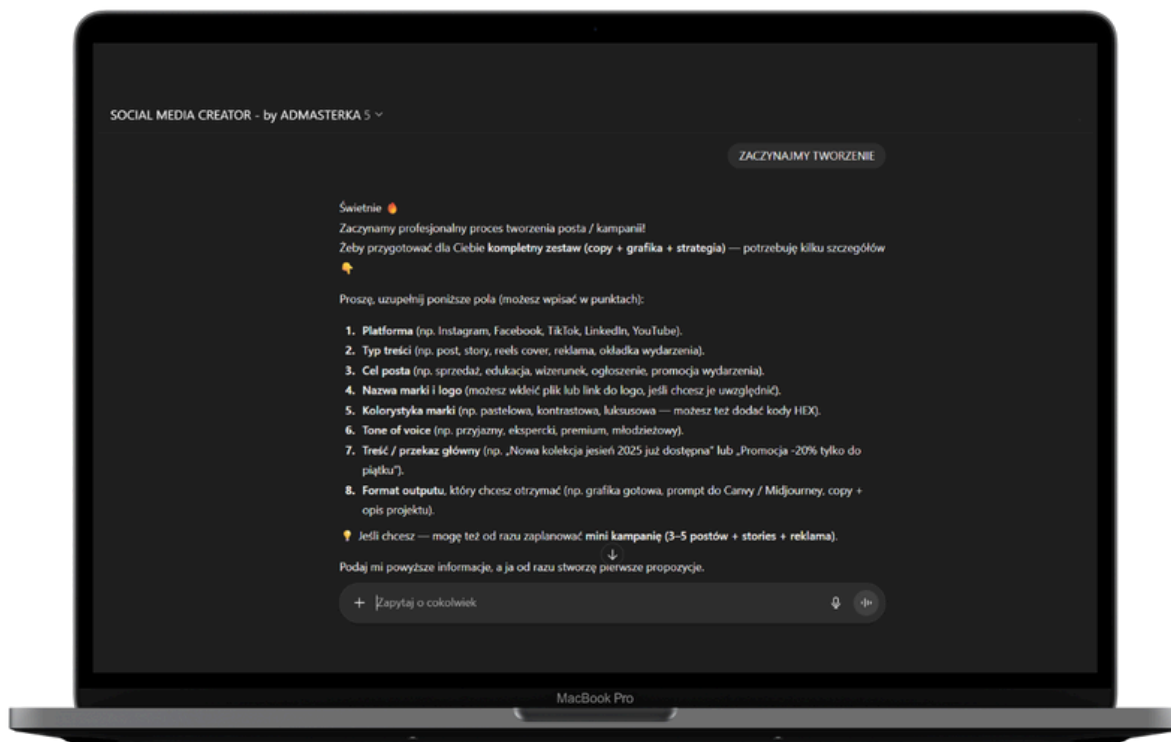 SOCIAL MEDIA CREATOR - by ADMASTERKA 5
ZACZYNAJMY TWORZENIE
Świetnie 🔥
Zaczynamy profesjonalny proces tworzenia posta / kampanii!
Żeby przygotować dla Ciebie kompletny zestaw (copy + grafika + strategia) — potrzebuję kilku szczegółów
👇
Proszę, uzupełnij poniższe pola (możesz wpisać w punktach):
1. Platforma (np. Instagram, Facebook, TikTok, LinkedIn, YouTube).
2. Typ treści (np. post, story, reels cover, reklama, okładka wydarzenia).
3. Cel posta (np. sprzedaż, edukacja, wizerunek, ogłoszenie, promocja wydarzenia).
4. Nazwa marki i logo (możesz wkleić plik lub link do logo, jeśli chcesz je uwzględnić).
5. Kolorystyka marki (np. pastelowa, kontrastowa, luksusowa — możesz też dodać kody HEX).
6. Tone of voice (np. przyjazny, ekspercki, premium, młodzieżowy).
7. Treść / przekaz główny (np. „Nowa kolekcja jesień 2025 już dostępna" lub „Promocja -20% tylko do
piątku").
8. Format outputu, który chcesz otrzymać (np. grafika gotowa, prompt do Canvy / Midjourney, copy +
opis projektu).
💡 Jeśli chcesz — mogę też od razu zaplanować mini kampanię (3–5 postów + stories + reklama).
Podaj mi powyższe informacje, a ja od razu stworzę pierwsze propozycje.
Zapytaj o cokolwiek
MacBook Pro